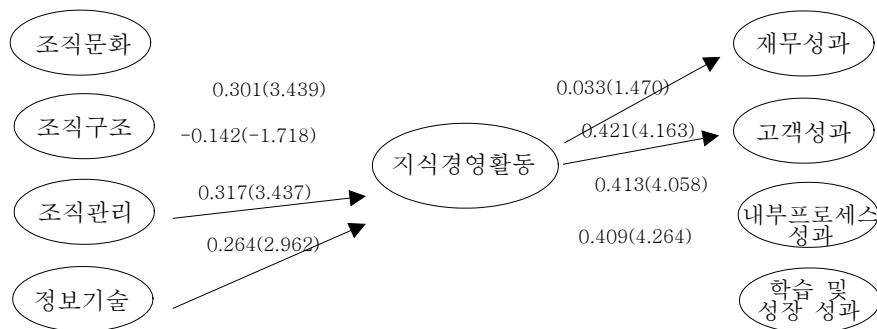 조직문화
재무성과
0.301(3.439)
0.033(1.470)
조직구조
-0.142(-1.718)
0.421(4.163)
고객성과
지식경영활동
조직관리
0.317(3.437)
0.413(4.058)
내부프로세스
성과
0.264(2.962)
0.409(4.264)
정보기술
학습 및
성장 성과